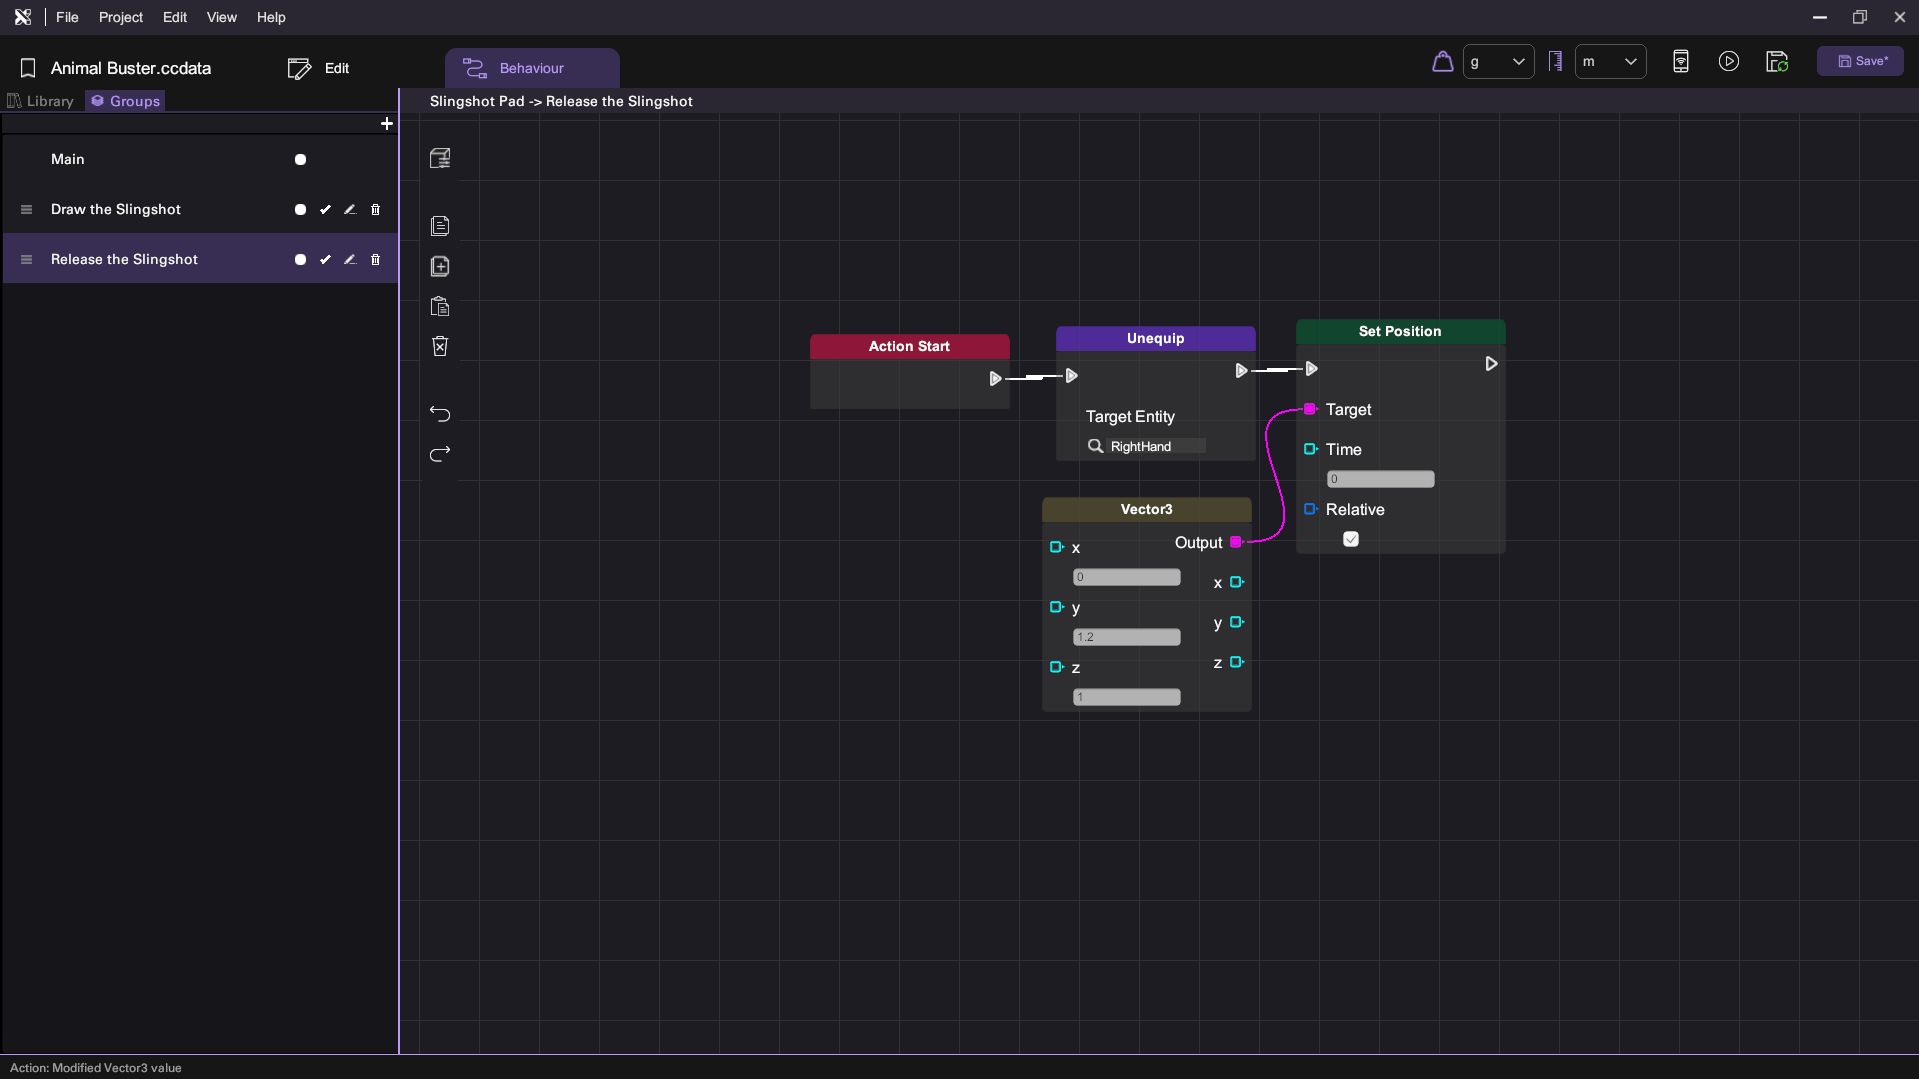 File Project Edit View Help
Animal Buster.ccdata
Edit
Behaviour
g
m
Save*
Library
Groups
Slingshot Pad -> Release the Slingshot
Main
Draw the Slingshot
Release the Slingshot
Action Start
Unequip
Target Entity
RightHand
Set Position
Target
Time
0
Relative
Vector3
Output
x
0
x
y
1.2
y
z
1
z
Action: Modified Vector3 value